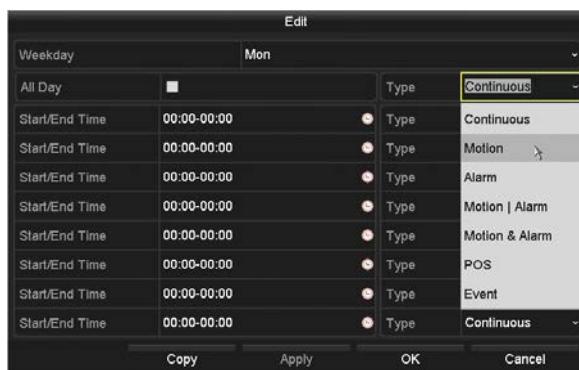 Edit
Weekday Mon
All Day Type Continuous
Start/End Time 00:00-00:00 Type Continuous
Start/End Time 00:00-00:00 Type Motion
Start/End Time 00:00-00:00 Type Alarm
Start/End Time 00:00-00:00 Type Motion | Alarm
Start/End Time 00:00-00:00 Type Motion & Alarm
Start/End Time 00:00-00:00 Type POS
Start/End Time 00:00-00:00 Type Event
Start/End Time 00:00-00:00 Type Continuous
Copy Apply OK Cancel